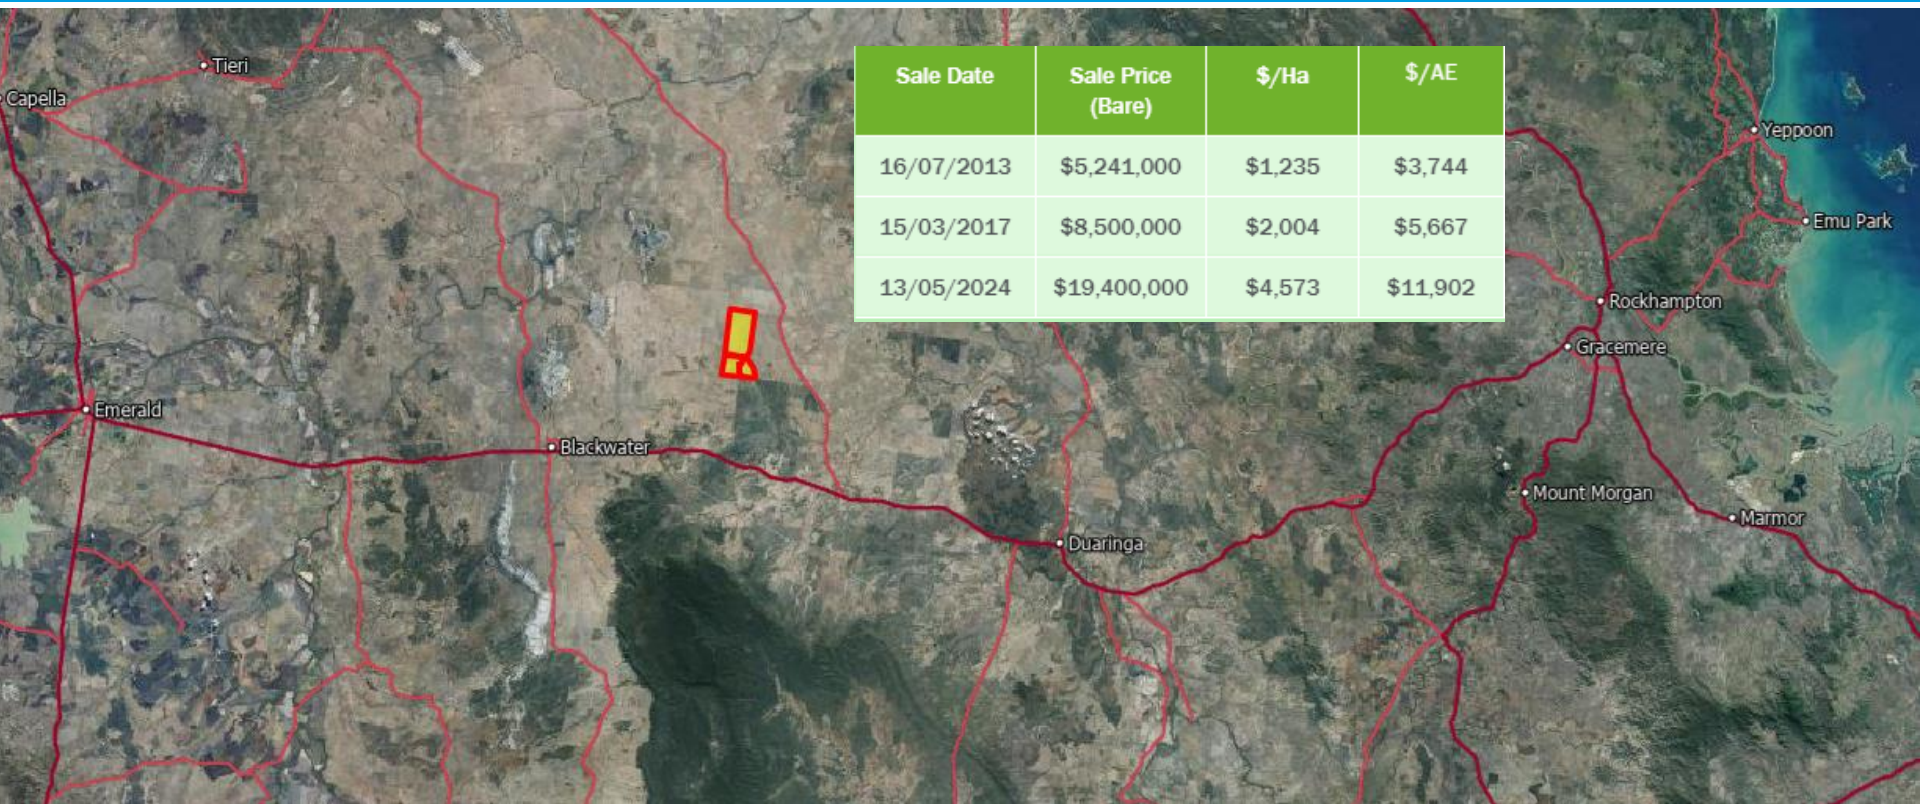 Tieri
Capella
Sale Date Sale Price (Bare) $/Ha $/AE
16/07/2013 $5,241,000 $1,235 $3,744
15/03/2017 $8,500,000 $2,004 $5,667
13/05/2024 $19,400,000 $4,573 $11,902
Yeppoon
Emu Park
Rockhampton
Gracemere
Emerald
Blackwater
Mount Morgan
Marmor
Duaringa